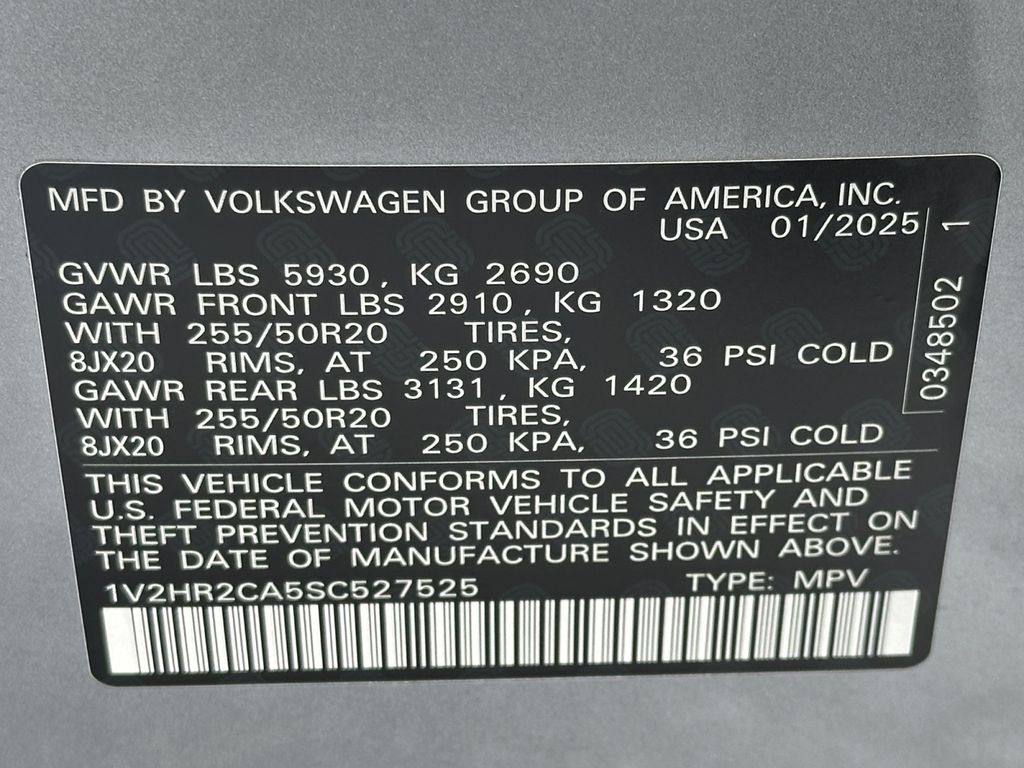 MFD BY VOLKSWAGEN GROUP OF AMERICA, INC.
USA 01/2025
GVWR LBS 5930, KG 2690
GAWR FRONT LBS 2910, KG 1320
WITH 255/50R20 TIRES,
8JX20 RIMS, AT 250 KPA, 36 PSI COLD
GAWR REAR LBS 3131, KG 1420
WITH 255/50R20 TIRES,
8JX20 RIMS, AT 250 KPA, 36 PSI COLD
0348502 1
THIS VEHICLE CONFORMS TO ALL APPLICABLE
U.S. FEDERAL MOTOR VEHICLE SAFETY AND
THEFT PREVENTION STANDARDS IN EFFECT ON
THE DATE OF MANUFACTURE SHOWN ABOVE.
1V2HR2CA5SC527525 TYPE: MPV